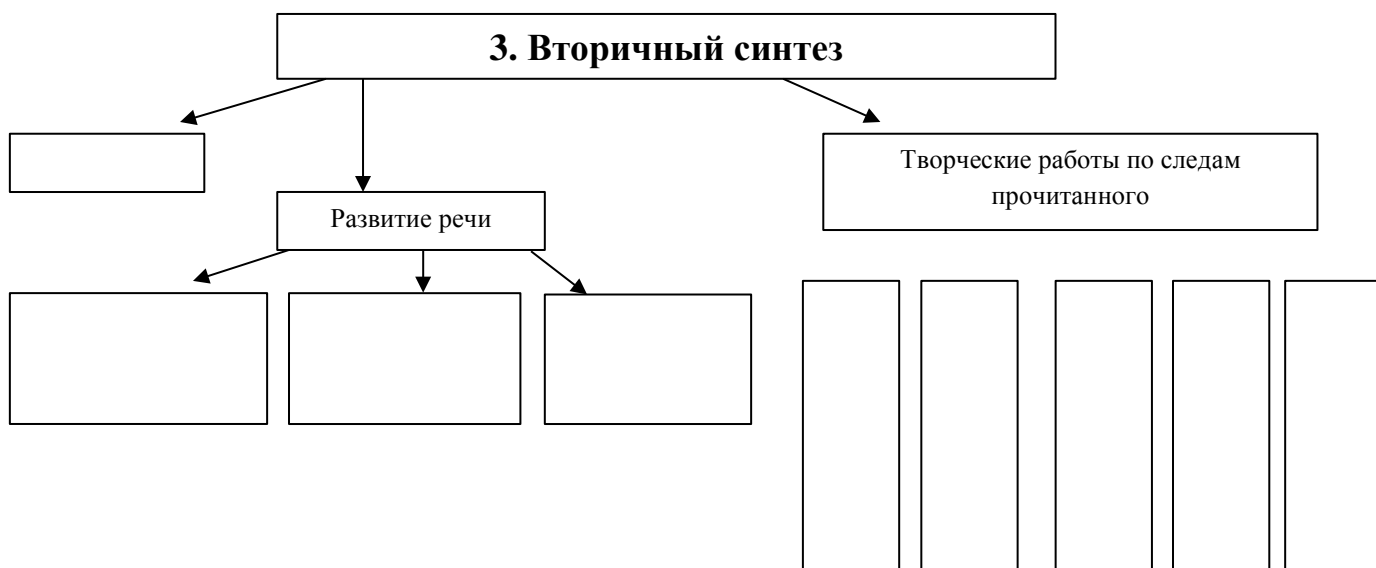 3. Вторичный синтез
Творческие работы по следам
прочитанного
Развитие речи